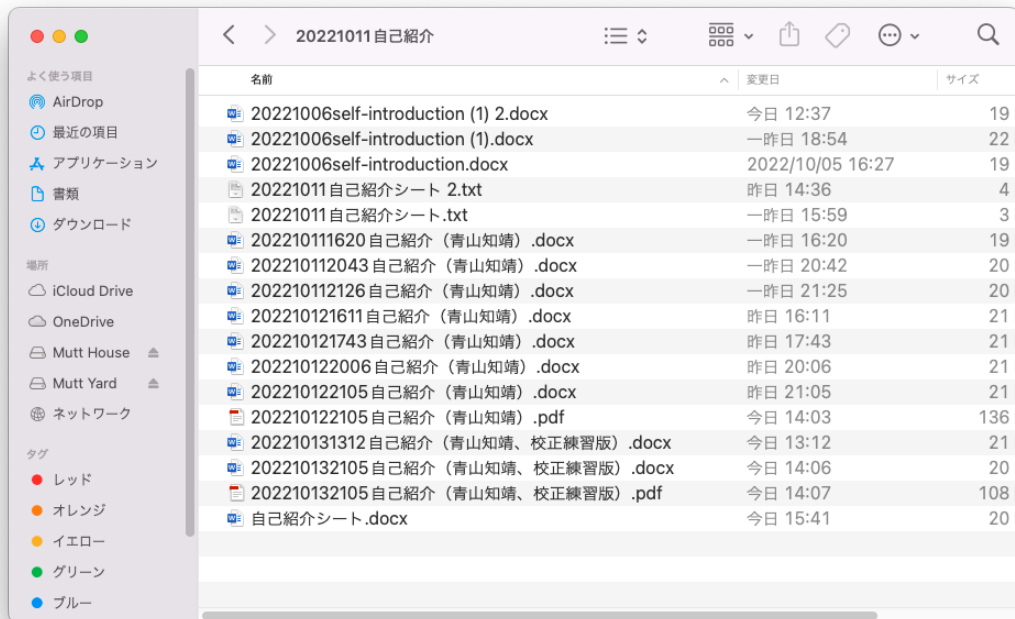 20221011自己紹介
よく使う項目
AirDrop
最近の項目
アプリケーション
書類
ダウンロード
場所
iCloud Drive
OneDrive
Mutt House
Mutt Yard
ネットワーク
タグ
レッド
オレンジ
イエロー
グリーン
ブルー
名前 変更日 サイズ
20221006self-introduction (1) 2.docx 今日 12:37 19
20221006self-introduction (1).docx 一昨日 18:54 22
20221006self-introduction.docx 2022/10/05 16:27 19
20221011自己紹介シート 2.txt 昨日 14:36 4
20221011自己紹介シート.txt 一昨日 15:59 3
202210111620自己紹介（青山知靖）.docx 一昨日 16:20 19
202210112043自己紹介（青山知靖）.docx 一昨日 20:42 20
202210112126自己紹介（青山知靖）.docx 一昨日 21:25 20
202210121611自己紹介（青山知靖）.docx 昨日 16:11 21
202210121743自己紹介（青山知靖）.docx 昨日 17:43 21
202210122006自己紹介（青山知靖）.docx 昨日 20:06 21
202210122105自己紹介（青山知靖）.docx 昨日 21:05 21
202210122105自己紹介（青山知靖）.pdf 今日 14:03 136
202210131312自己紹介（青山知靖、校正練習版）.docx 今日 13:12 21
202210132105自己紹介（青山知靖、校正練習版）.docx 今日 14:06 20
202210132105自己紹介（青山知靖、校正練習版）.pdf 今日 14:07 108
自己紹介シート.docx 今日 15:41 20